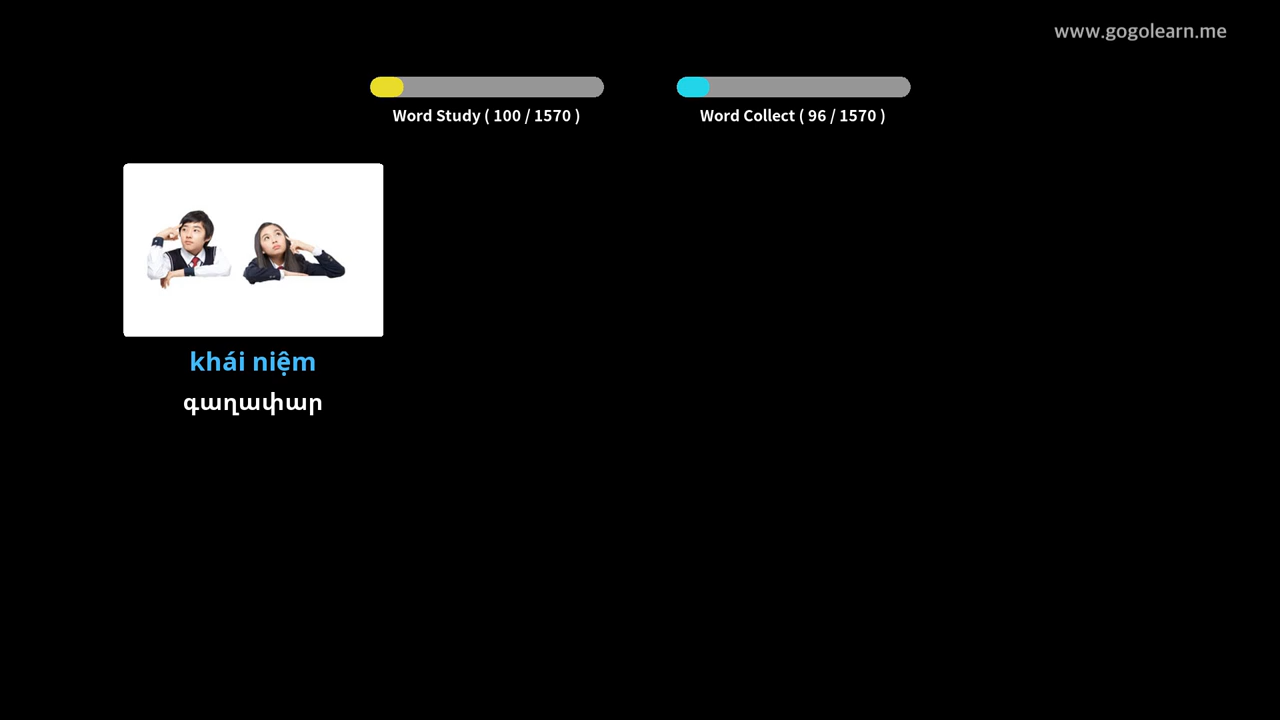 www.gogolearn.me
Word Study ( 100 / 1570 )
Word Collect ( 96 / 1570 )
khái niệm
գաղափար